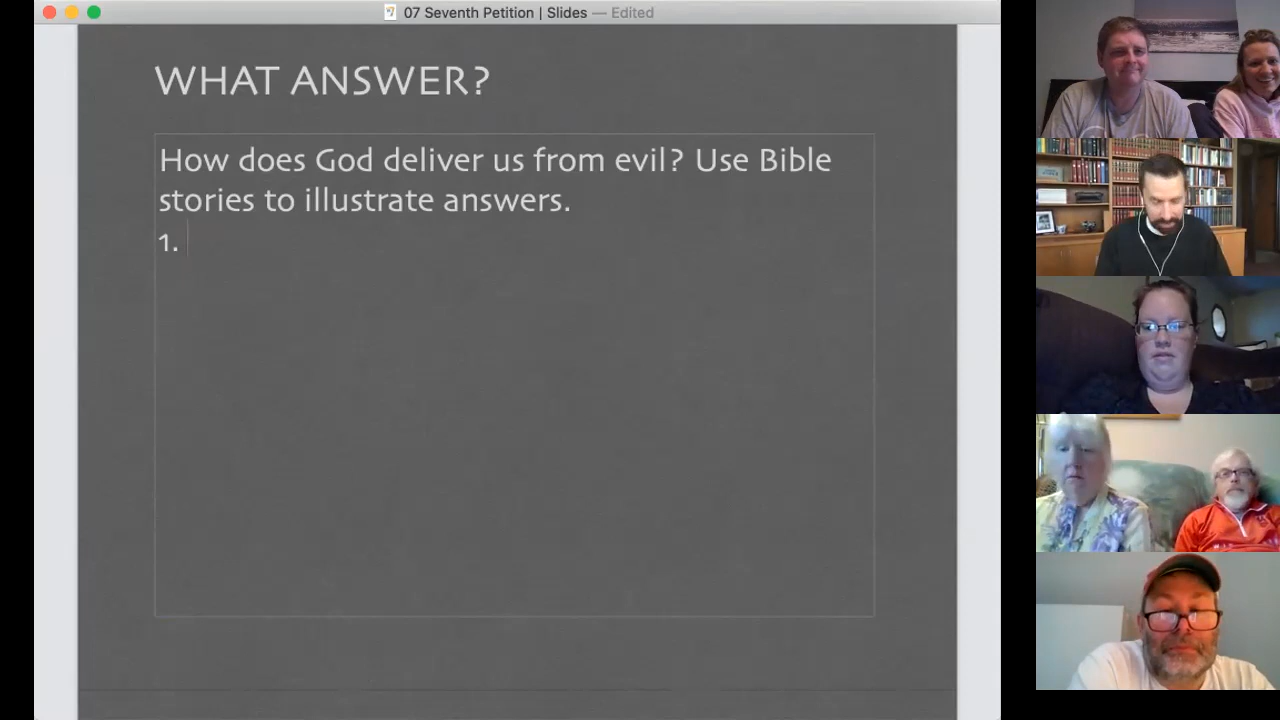 07 Seventh Petition | Slides — Edited
WHAT ANSWER?
How does God deliver us from evil? Use Bible
stories to illustrate answers.
1.